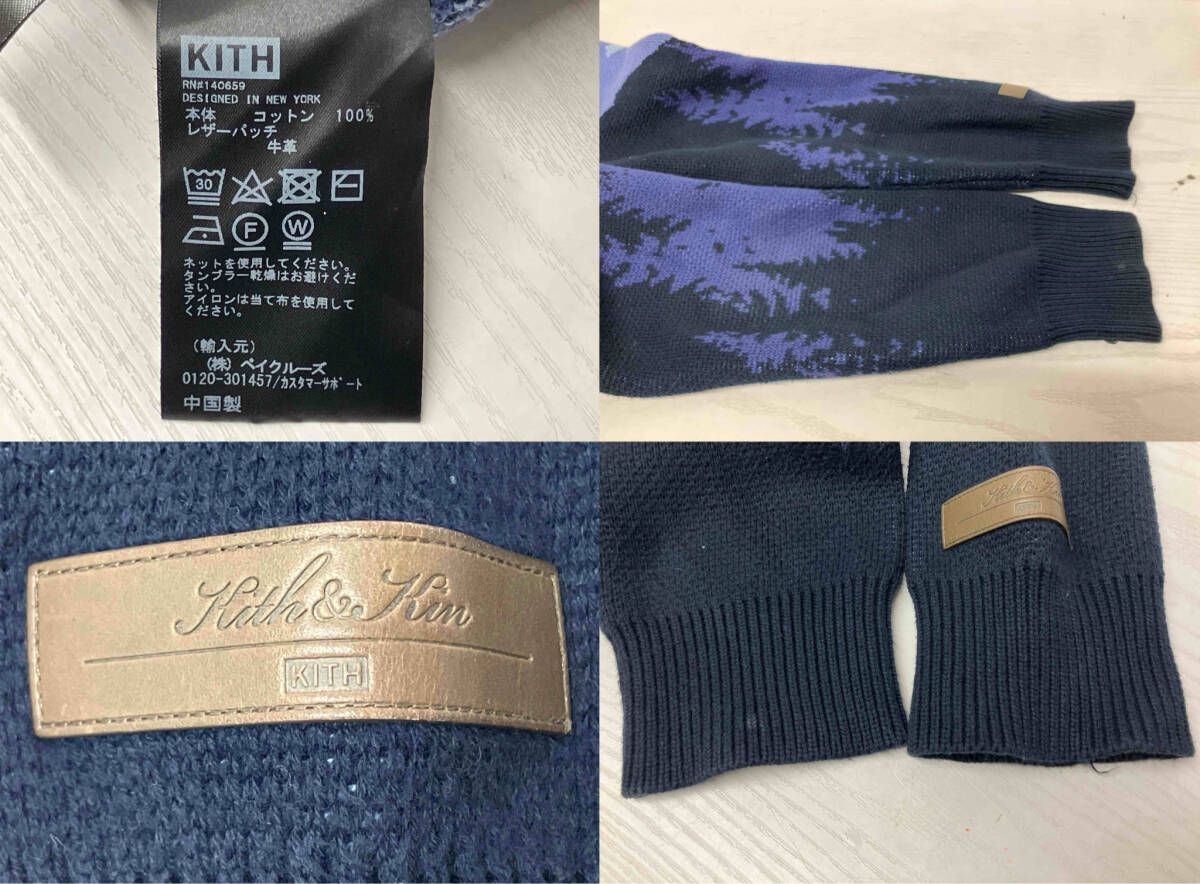 KITH
RN#140659
DESIGNED IN NEW YORK
本体 コットン 100%
レザーパッチ
牛革
30
F W
ネットを使用してください。
タンブラー乾燥はお避けくだ
さい。
アイロンは当て布を使用して
ください。
(輸入元)
(株) ベイクルーズ
0120-301457/カスタマーサポート
中国製
Kith & Kin
KITH
Kith & Ki
KITH